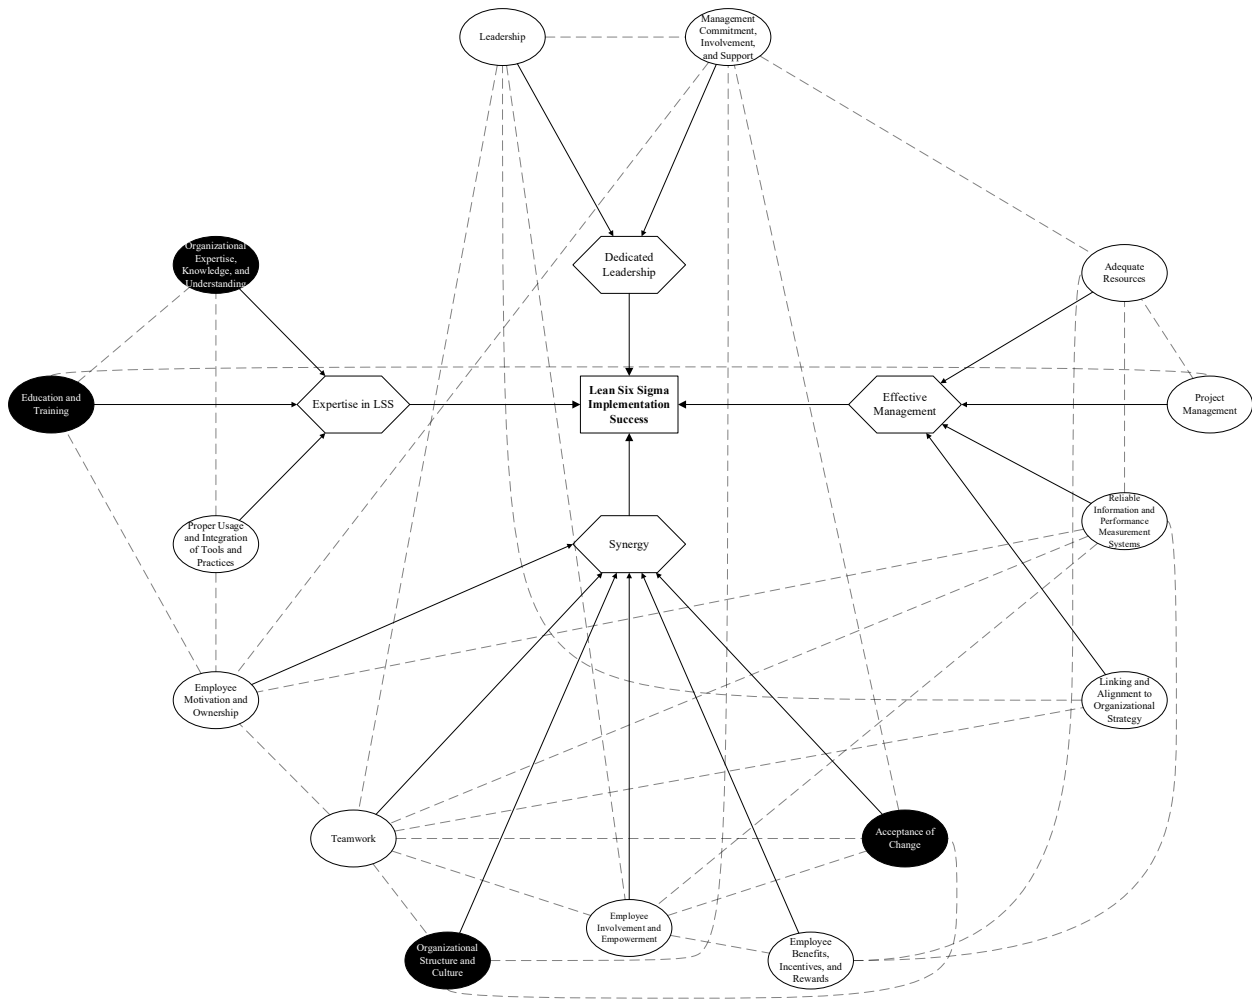 Leadership
Management
Commitment,
Involvement,
and Support
Organizational
Expertise,
Knowledge, and
Understanding
Dedicated
Leadership
Adequate
Resources
Education and
Training
Expertise in LSS
Lean Six Sigma
Implementation
Success
Effective
Management
Project
Management
Proper Usage
and Integration
of Tools and
Practices
Synergy
Reliable
Information and
Performance
Measurement
Systems
Employee
Motivation and
Ownership
Linking and
Alignment to
Organizational
Strategy
Teamwork
Acceptance of
Change
Organizational
Structure and
Culture
Employee
Involvement and
Empowerment
Employee
Benefits,
Incentives, and
Rewards